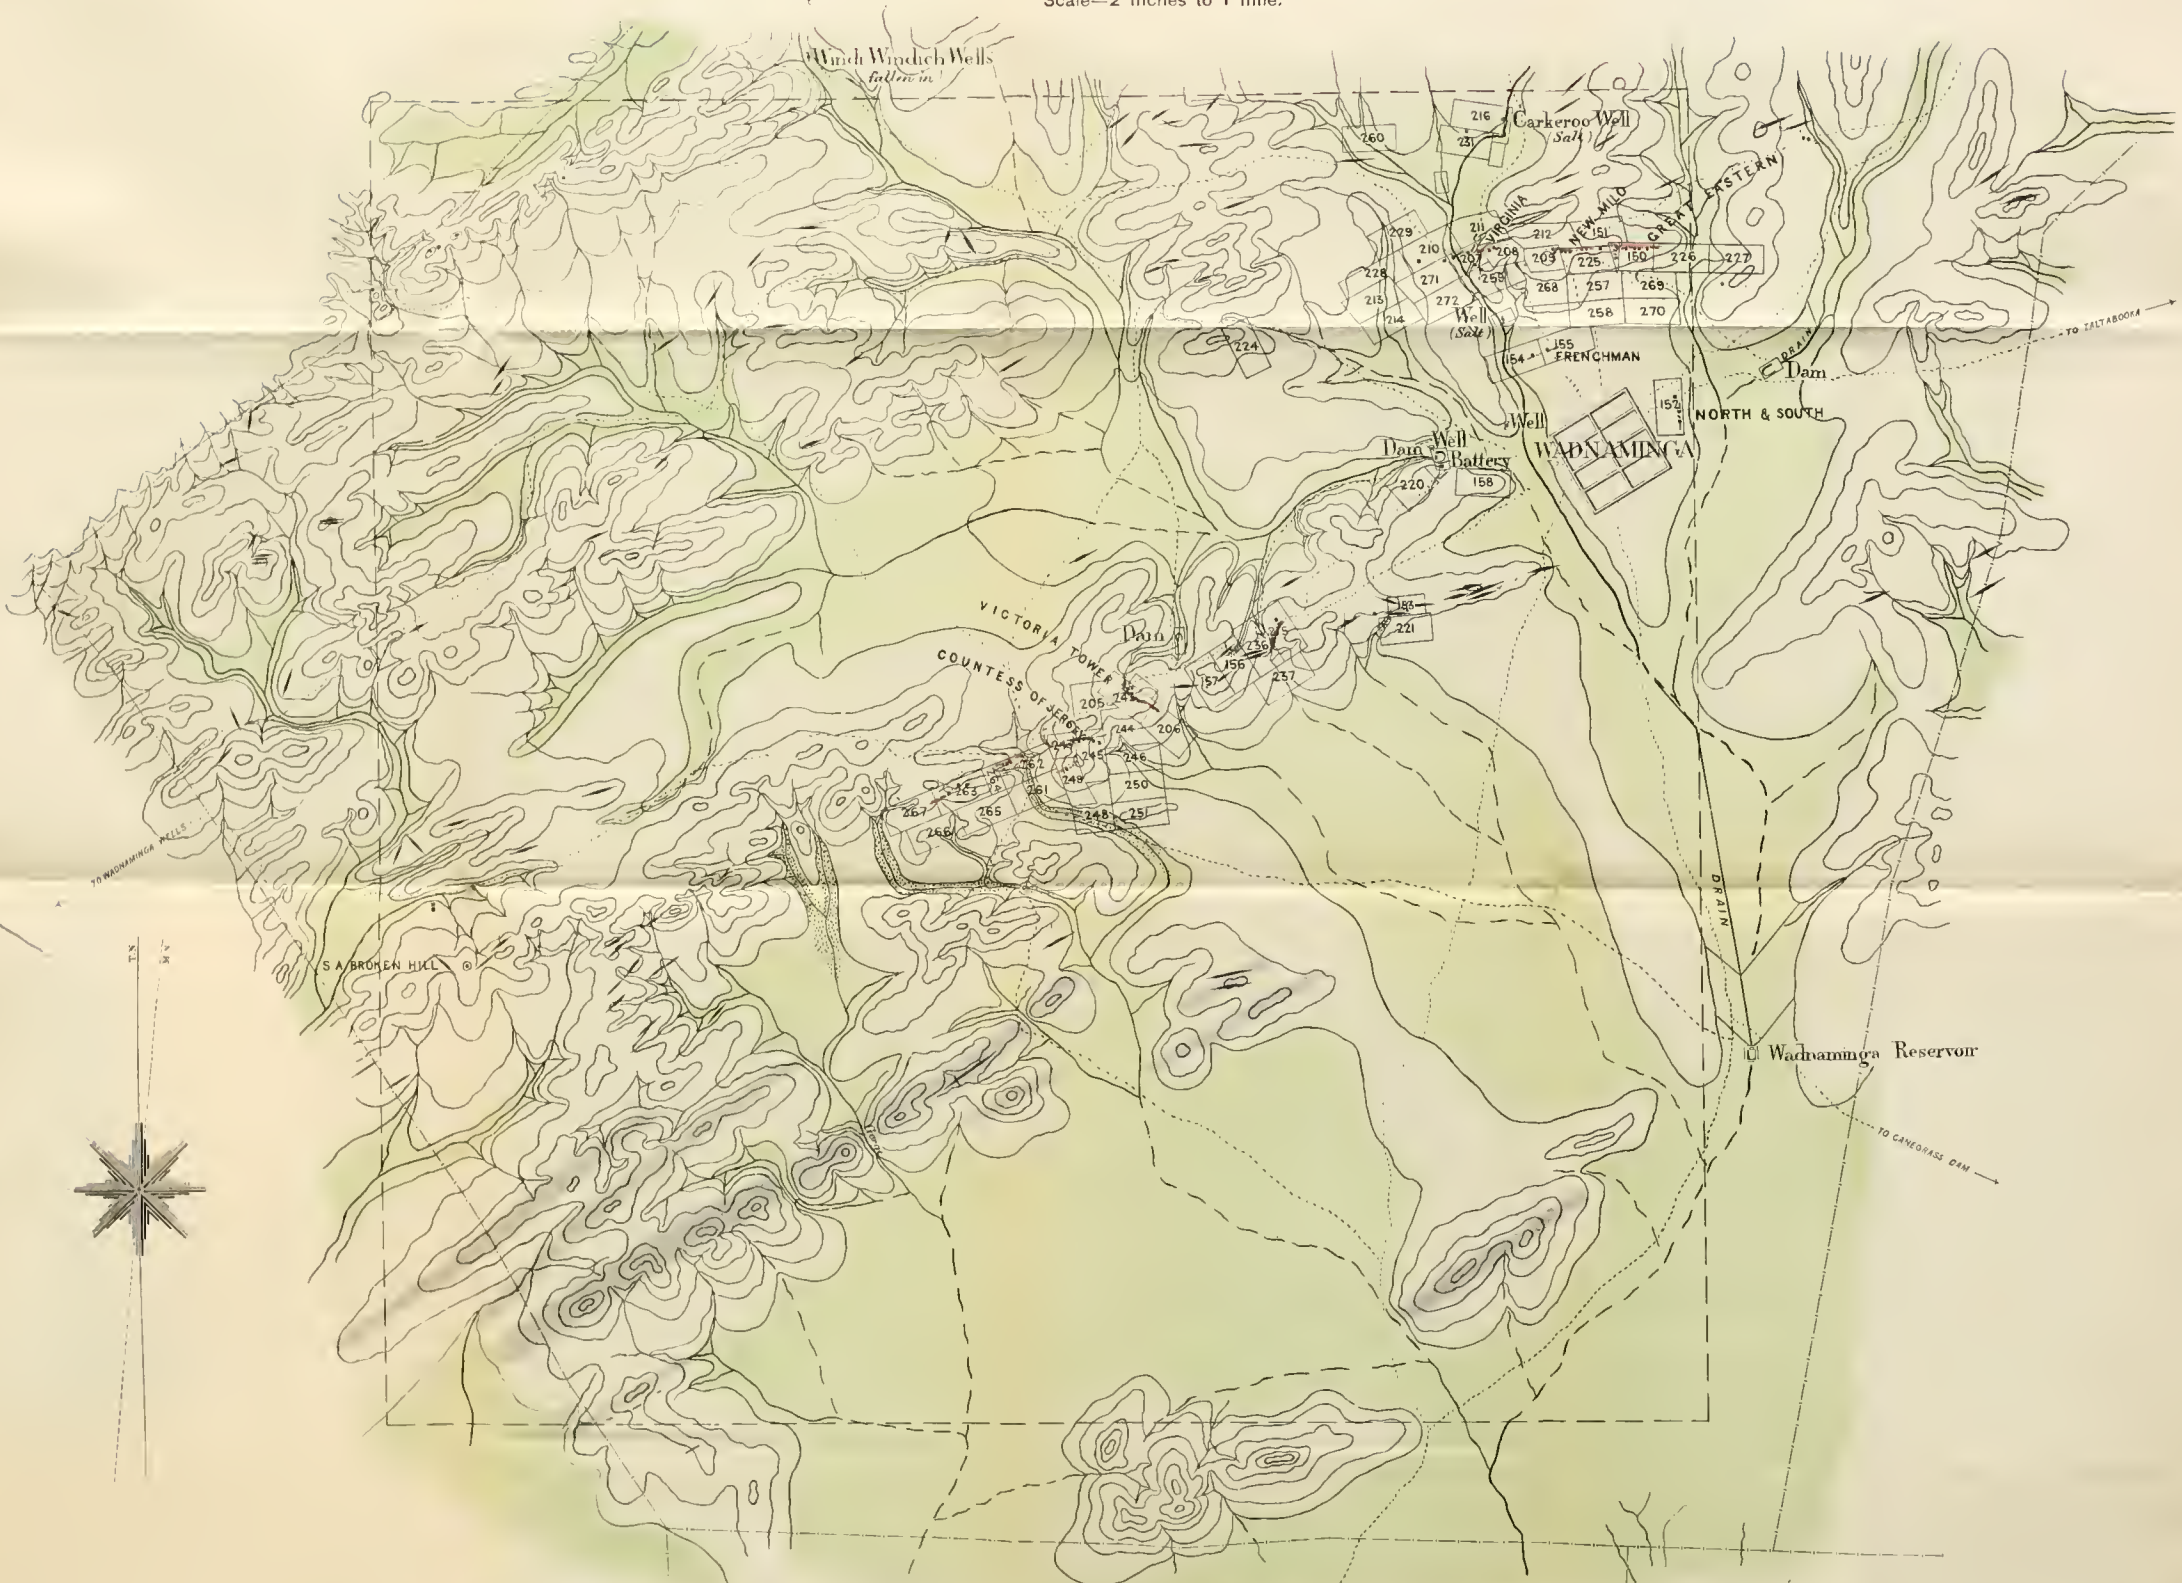 Scale—2 inches to 1 mile.
Windi Windich Wells
fallen in
216
Carkeroo Well
(Salt)
260
231
GREAT EASTERN
NEW MILO
VIRGINIA
229
211
212
151
210
207
208
209
225
150
226
227
228
271
259
268
257
269
213
272
258
270
214
Well
(Salt)
TO TALTABOOKA
224
154
155
FRENCHMAN
DRAIN
Dam
152
NORTH & SOUTH
Well
WADNAMINGA
Dam
Well
Battery
220
158
VICTORIA TOWER
Dam
221
236
156
157
237
COUNTESS OF JERSEY
205
244
206
245
246
262
249
250
263
261
267
265
248
251
266
TO WADNAMINGA WELLS
DRAIN
T N
M N
S A BROKEN HILL
Wadnaminga Reservoir
TO CANEGRASS DAM